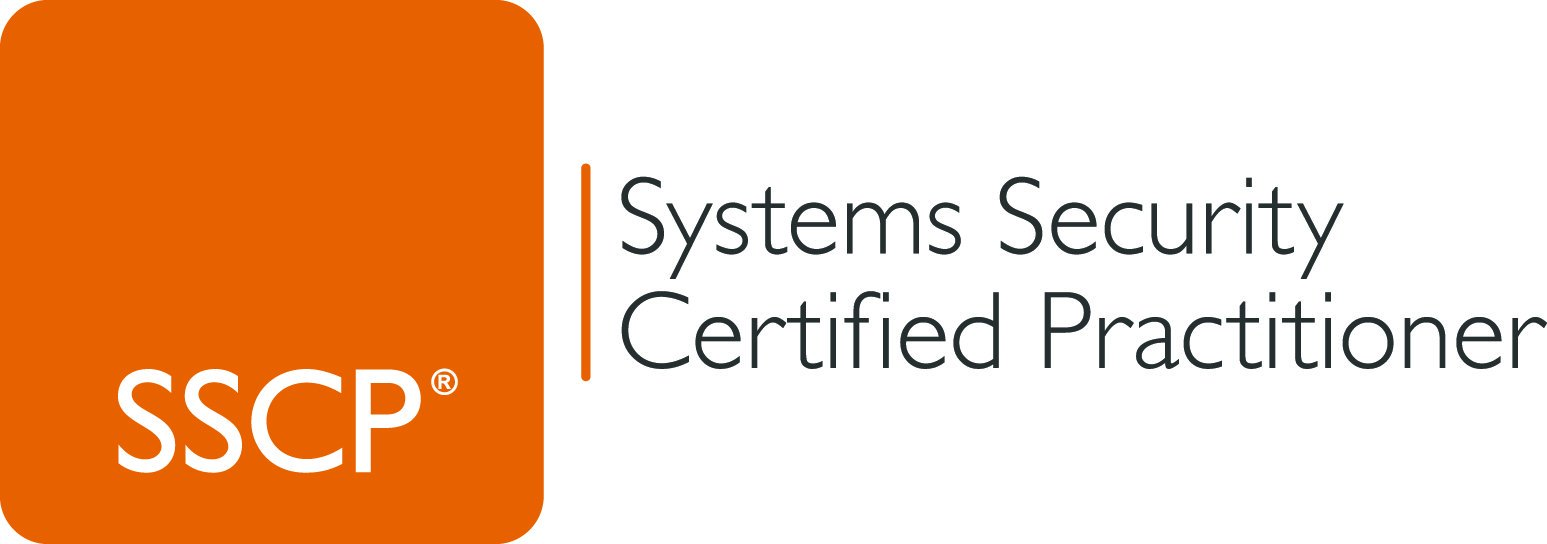 SSCP®
Systems Security
Certified Practitioner